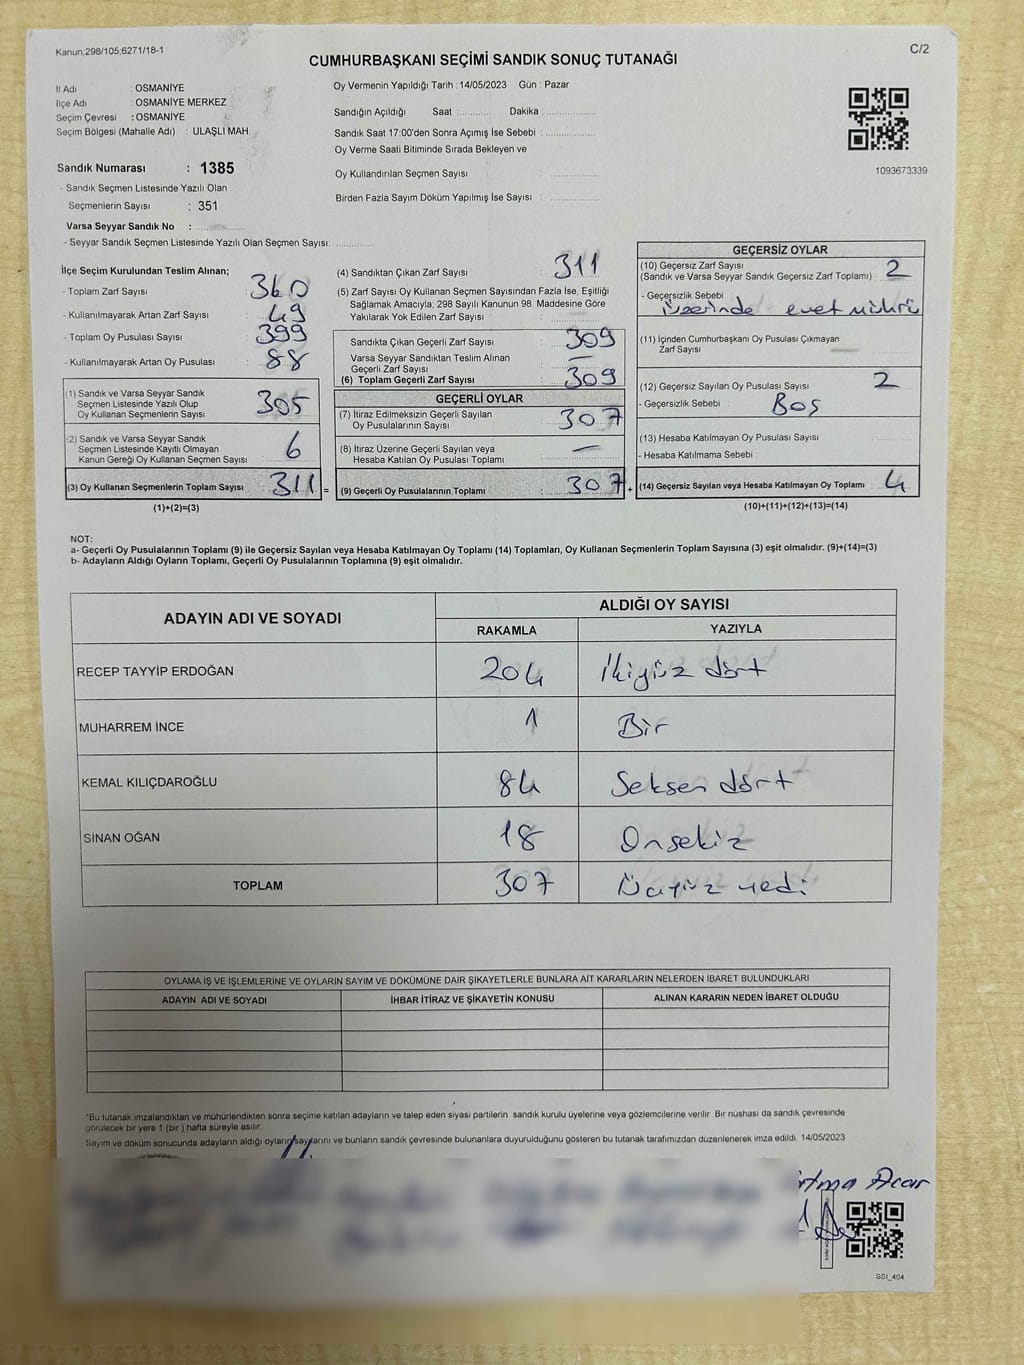 Kanun;298/105;6271/18-1
C/2
CUMHURBAŞKANI SEÇİMİ SANDIK SONUÇ TUTANAĞI
İl Adı : OSMANİYE
İlçe Adı : OSMANİYE MERKEZ
Seçim Çevresi : OSMANİYE
Seçim Bölgesi (Mahalle Adı) : ULAŞLI MAH.
Sandık Numarası : 1385
- Sandık Seçmen Listesinde Yazılı Olan
Seçmenlerin Sayısı : 351
Varsa Seyyar Sandık No :
- Seyyar Sandık Seçmen Listesinde Yazılı Olan Seçmen Sayısı:
Oy Vermenin Yapıldığı Tarih : 14/05/2023 Gün : Pazar
Sandığın Açıldığı Saat : Dakika :
Sandık Saat 17:00'den Sonra Açımış İse Sebebi :
Oy Verme Saati Bitiminde Sırada Bekleyen ve
Oy Kullandırılan Seçmen Sayısı :
Birden Fazla Sayım Döküm Yapılmış İse Sayısı :
1093673339
İlçe Seçim Kurulundan Teslim Alınan;
- Toplam Zarf Sayısı : 360
- Kullanılmayarak Artan Zarf Sayısı : 49
- Toplam Oy Pusulası Sayısı : 399
- Kullanılmayarak Artan Oy Pusulası : 88
(1) Sandık ve Varsa Seyyar Sandık
Seçmen Listesinde Yazılı Olup
Oy Kullanan Seçmenlerin Sayısı : 305
(2) Sandık ve Varsa Seyyar Sandık
Seçmen Listesinde Kayıtlı Olmayan
Kanun Gereği Oy Kullanan Seçmen Sayısı : 6
(3) Oy Kullanan Seçmenlerin Toplam Sayısı : 311 =
(1)+(2)=(3)
(4) Sandıktan Çıkan Zarf Sayısı : 311
(5) Zarf Sayısı Oy Kullanan Seçmen Sayısından Fazla İse, Eşitliği
Sağlamak Amacıyla; 298 Sayılı Kanunun 98. Maddesine Göre
Yakılarak Yok Edilen Zarf Sayısı :
Sandıkta Çıkan Geçerli Zarf Sayısı : 309
Varsa Seyyar Sandıktan Teslim Alınan
Geçerli Zarf Sayısı : —
(6) Toplam Geçerli Zarf Sayısı : 309
GEÇERLİ OYLAR
(7) İtiraz Edilmeksizin Geçerli Sayılan
Oy Pusulalarının Sayısı : 307
(8) İtiraz Üzerine Geçerli Sayılan veya
Hesaba Katılan Oy Pusulası Toplamı : —
(9) Geçerli Oy Pusulalarının Toplamı : 307 +
GEÇERSİZ OYLAR
(10) Geçersiz Zarf Sayısı
(Sandık ve Varsa Seyyar Sandık Geçersiz Zarf Toplamı) : 2
- Geçersizlik Sebebi :
üzerinde evet mührü
(11) İçinden Cumhurbaşkanı Oy Pusulası Çıkmayan
Zarf Sayısı :
(12) Geçersiz Sayılan Oy Pusulası Sayısı : 2
- Geçersizlik Sebebi : Boş
(13) Hesaba Katılmayan Oy Pusulası Sayısı :
- Hesaba Katılmama Sebebi :
(14) Geçersiz Sayılan veya Hesaba Katılmayan Oy Toplamı : 4
(10)+(11)+(12)+(13)=(14)
NOT:
a- Geçerli Oy Pusulalarının Toplamı (9) ile Geçersiz Sayılan veya Hesaba Katılmayan Oy Toplamı (14) Toplamları, Oy Kullanan Seçmenlerin Toplam Sayısına (3) eşit olmalıdır. (9)+(14)=(3)
b- Adayların Aldığı Oyların Toplamı, Geçerli Oy Pusulalarının Toplamına (9) eşit olmalıdır.
ADAYIN ADI VE SOYADI ALDIĞI OY SAYISI
RAKAMLA YAZIYLA
RECEP TAYYİP ERDOĞAN 204 İkiyüz dört
MUHARREM İNCE 1 Bir
KEMAL KILIÇDAROĞLU 84 Seksen dört
SİNAN OĞAN 18 Onsekiz
TOPLAM 307 Üçyüz yedi
OYLAMA İŞ VE İŞLEMLERİNE VE OYLARIN SAYIM VE DÖKÜMÜNE DAİR ŞİKAYETLERLE BUNLARA AİT KARARLARIN NELERDEN İBARET BULUNDUKLARI
ADAYIN ADI VE SOYADI İHBAR İTİRAZ VE ŞİKAYETİN KONUSU ALINAN KARARIN NEDEN İBARET OLDUĞU
*Bu tutanak imzalandıktan ve mühürlendikten sonra seçime katılan adayların ve talep eden siyasi partilerin sandık kurulu üyelerine veya gözlemcilerine verilir. Bir nüshası da sandık çevresinde
görülecek bir yere 1 (bir) hafta süreyle asılır.
Sayım ve döküm sonucunda adayların aldığı oyların sayılarını ve bunların sandık çevresinde bulunanlara duyurulduğunu gösteren bu tutanak tarafımızdan düzenlenerek imza edildi. 14/05/2023
Acar
SSI_404